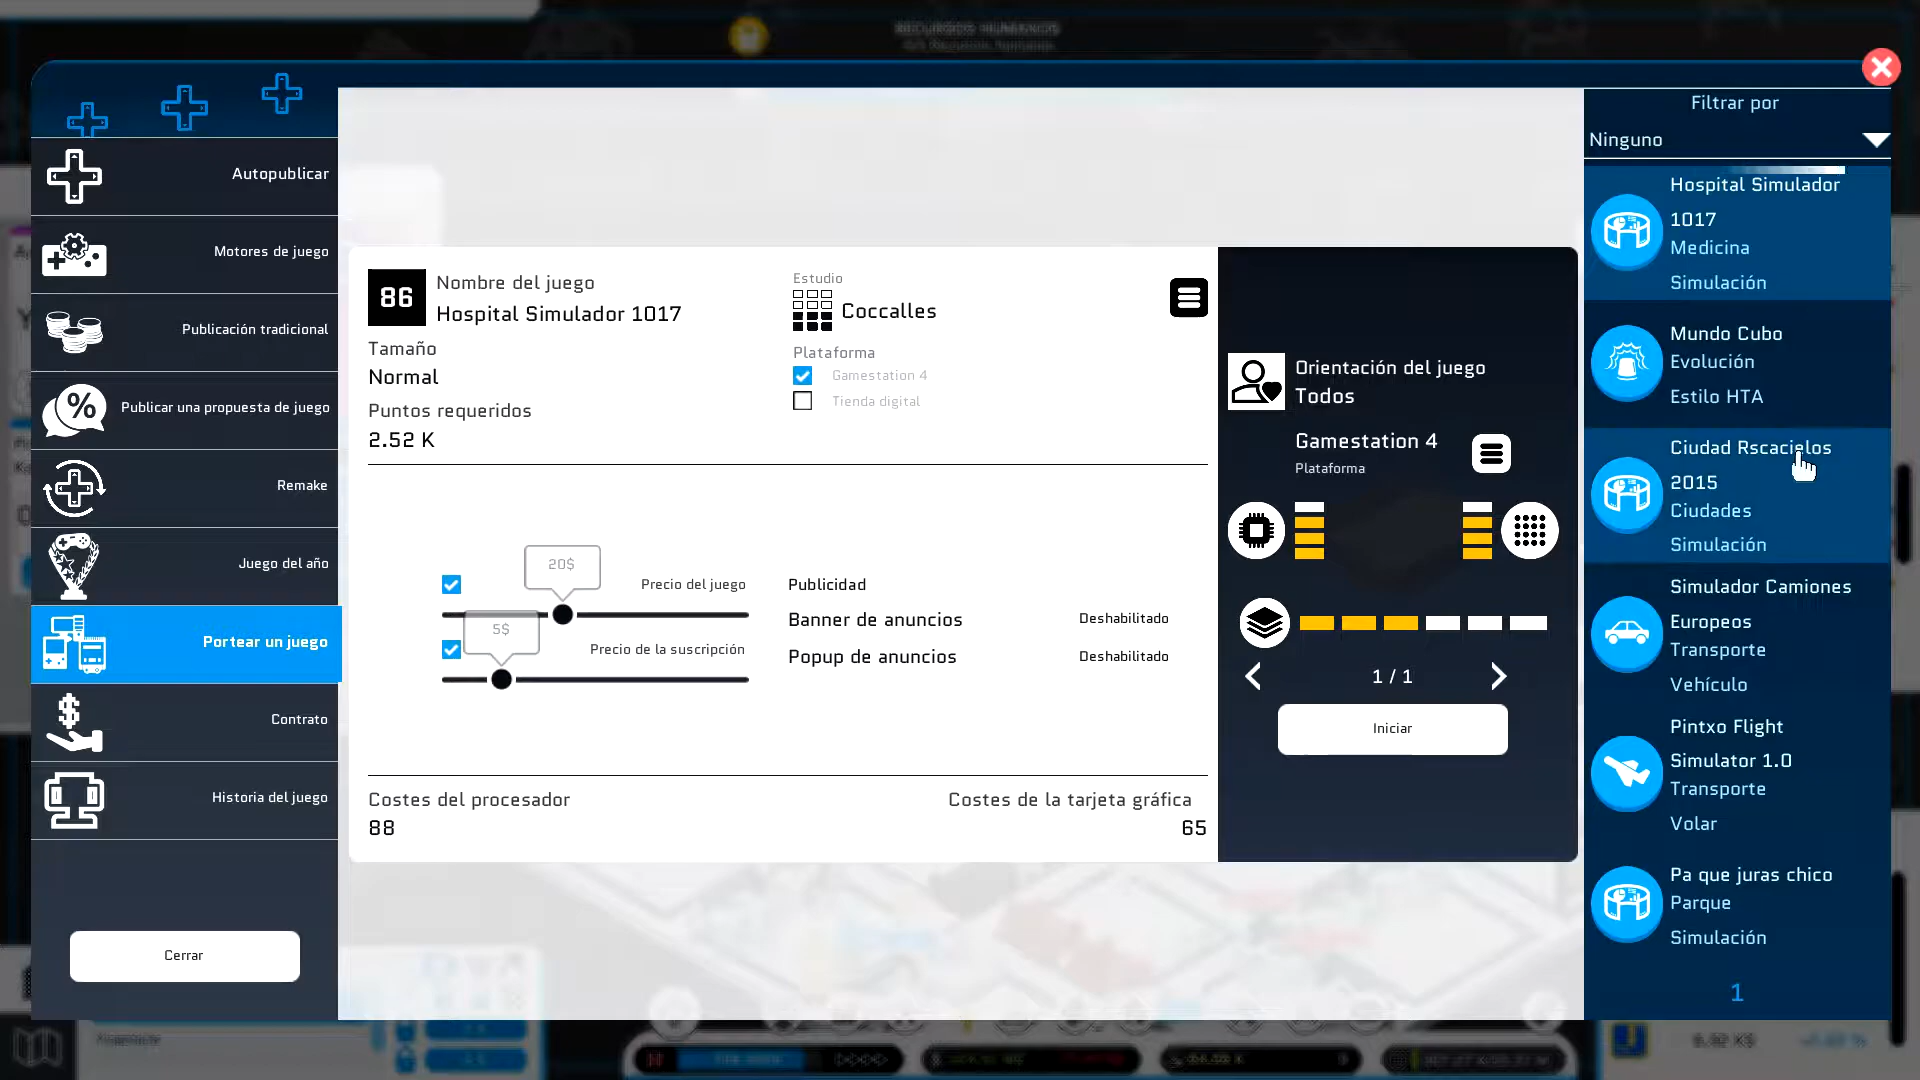 Autopublicar
Motores de juego
Publicación tradicional
Publicar una propuesta de juego
Remake
Juego del año
Portear un juego
Contrato
Historia del juego
Cerrar
86
Nombre del juego
Hospital Simulador 1017
Tamaño
Normal
Puntos requeridos
2.52 K
Estudio
Coccalles
Plataforma
Gamestation 4
Tienda digital
20$
Precio del juego
5$
Precio de la suscripción
Publicidad
Banner de anuncios Deshabilitado
Popup de anuncios Deshabilitado
Costes del procesador
88
Costes de la tarjeta gráfica
65
Orientación del juego
Todos
Gamestation 4
Plataforma
1 / 1
Iniciar
Filtrar por
Ninguno
Hospital Simulador
1017
Medicina
Simulación
Mundo Cubo
Evolución
Estilo HTA
Ciudad Rscacielos
2015
Ciudades
Simulación
Simulador Camiones
Europeos
Transporte
Vehículo
Pintxo Flight
Simulator 1.0
Transporte
Volar
Pa que juras chico
Parque
Simulación
1